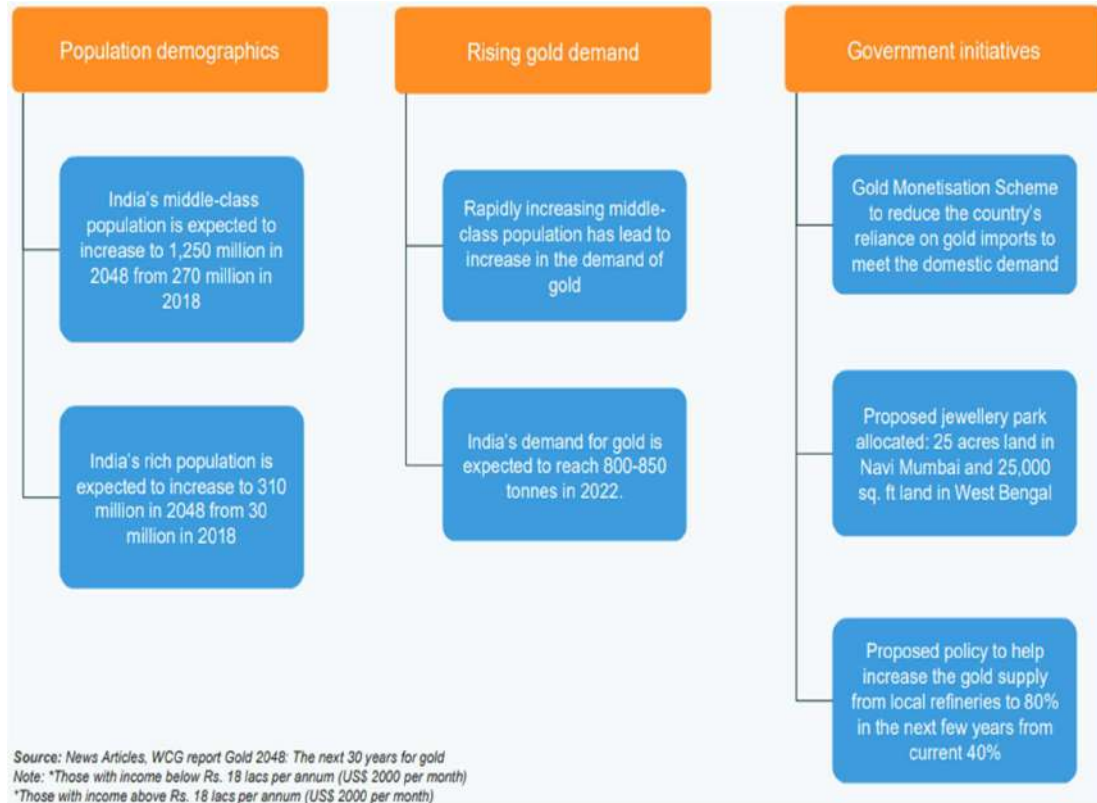 Population demographics
India's middle-class
population is expected to
increase to 1,250 million in
2048 from 270 million in
2018
India's rich population is
expected to increase to 310
million in 2048 from 30
million in 2018
Rising gold demand
Rapidly increasing middle-
class population has lead to
increase in the demand of
gold
India's demand for gold is
expected to reach 800-850
tonnes in 2022.
Government initiatives
Gold Monetisation Scheme
to reduce the country's
reliance on gold imports to
meet the domestic demand
Proposed jewellery park
allocated: 25 acres land in
Navi Mumbai and 25,000
sq. ft land in West Bengal
Proposed policy to help
increase the gold supply
from local refineries to 80%
in the next few years from
current 40%
Source: News Articles, WCG report Gold 2048: The next 30 years for gold
Note: *Those with income below Rs. 18 lacs per annum (US$ 2000 per month)
*Those with income above Rs. 18 lacs per annum (US$ 2000 per month)